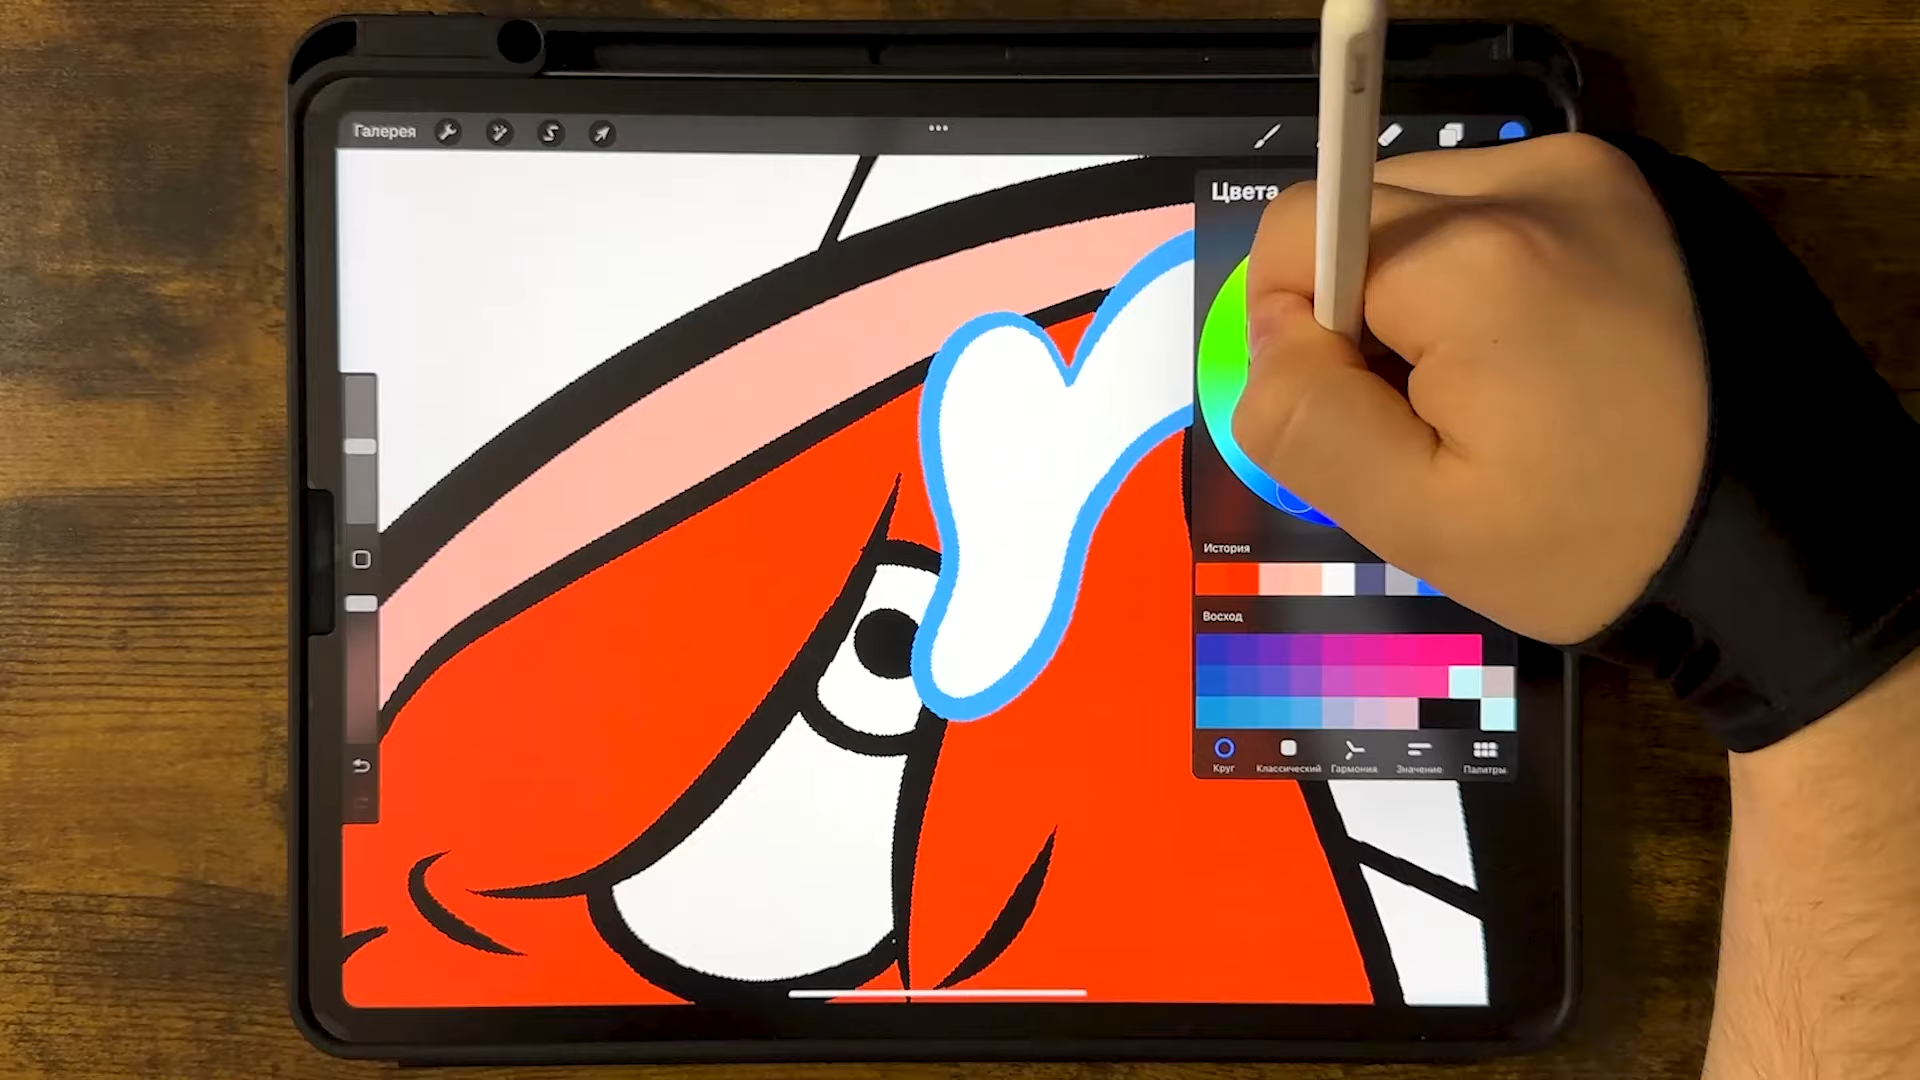 Галерея
Цвета
История
Восход
Круг
Классический
Гармония
Значение
Палитры